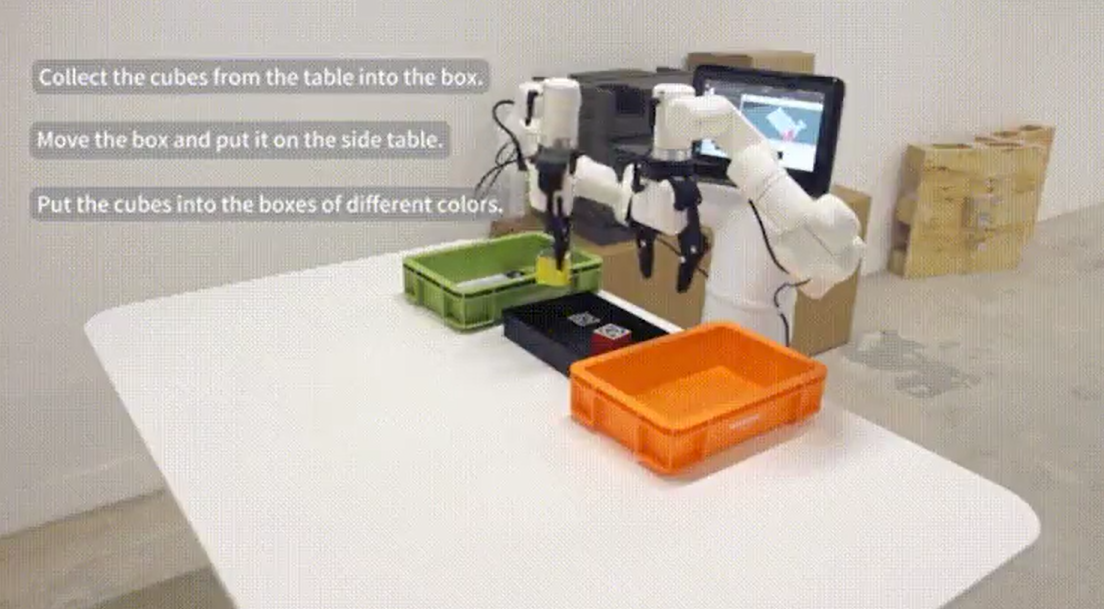 Collect the cubes from the table into the box.
Move the box and put it on the side table.
Put the cubes into the boxes of different colors.